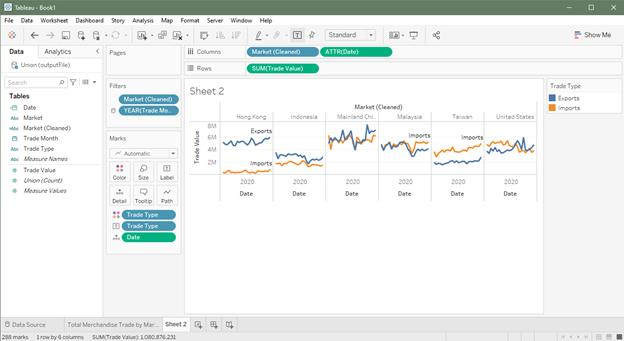 Tableau - Book1
File Data Worksheet Dashboard Story Analysis Map Format Server Window Help
Standard
Show Me
Data Analytics
Union (outputFile)
Search
Tables
Date
Market
Market (Cleaned)
Trade Month
Trade Type
Measure Names
Trade Value
Union (Count)
Measure Values
Pages
Filters
Market (Cleaned)
YEAR(Trade Mo..
Marks
Automatic
Color Size Label
Detail Tooltip Path
Trade Type
Trade Type
Date
Columns Market (Cleaned) ATTR(Date)
Rows SUM(Trade Value)
Sheet 2
Market (Cleaned)
Hong Kong Indonesia Mainland Chi.. Malaysia Taiwan United States
Trade Value
8M
6M
4M
2M
Exports
Imports
Imports
Imports
2020 2020 2020 2020 2020 2020
Date Date Date Date Date Date
Trade Type
Exports
Imports
Data Source Total Merchandise Trade by Mar... Sheet 2
288 marks 1 row by 6 columns SUM(Trade Value): 1,080,876,231